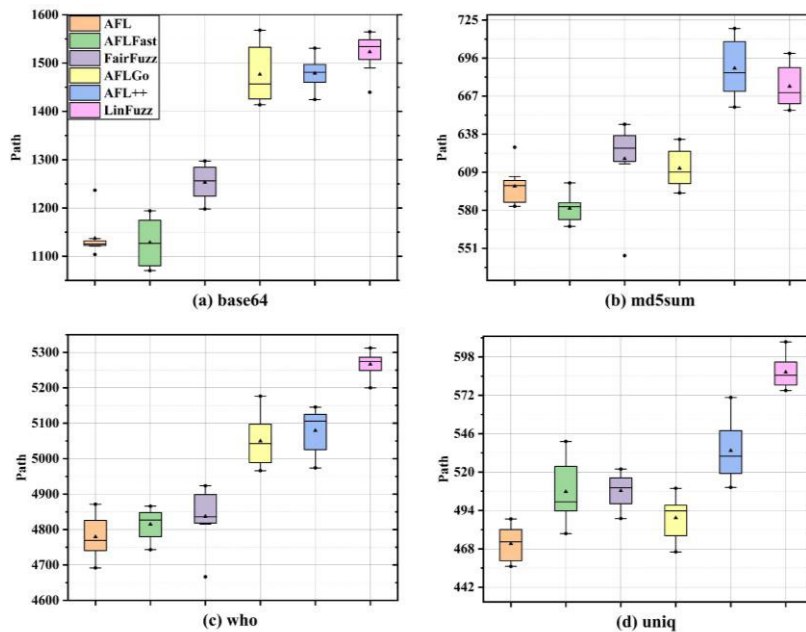 AFL
AFLFast
FairFuzz
AFLGo
AFL++
LinFuzz
Path
1600
1500
1400
1300
1200
1100
(a) base64
Path
725
696
667
638
609
580
551
(b) md5sum
Path
5300
5200
5100
5000
4900
4800
4700
4600
(c) who
Path
598
572
546
520
494
468
442
(d) uniq